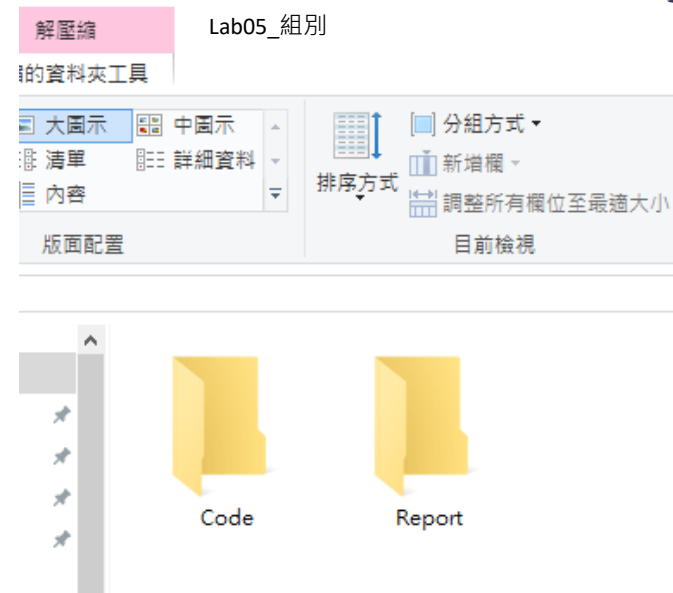 解壓縮
Lab05_組別
的資料夾工具
大圖示
中圖示
分組方式
清單
詳細資料
新增欄
內容
排序方式
調整所有欄位至最適大小
版面配置
目前檢視
Code
Report